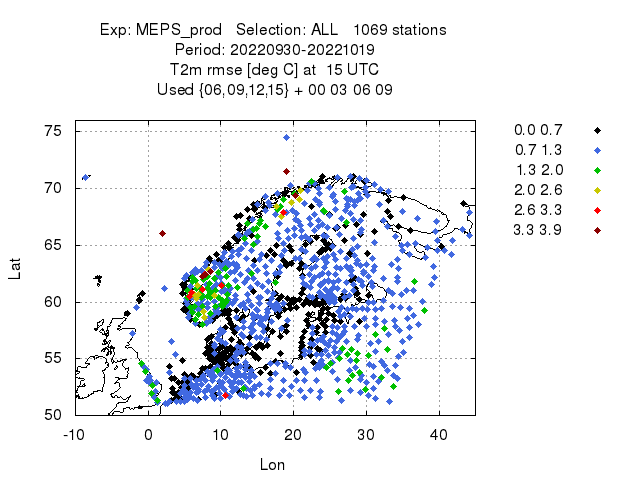 Exp: MEPS_prod   Selection: ALL   1069 stations
Period: 20220930-20221019
T2m rmse [deg C] at  15 UTC
Used {06,09,12,15} + 00 03 06 09
0.0 0.7
0.7 1.3
1.3 2.0
2.0 2.6
2.6 3.3
3.3 3.9
75
70
65
60
55
50
Lat
-10 0 10 20 30 40
Lon